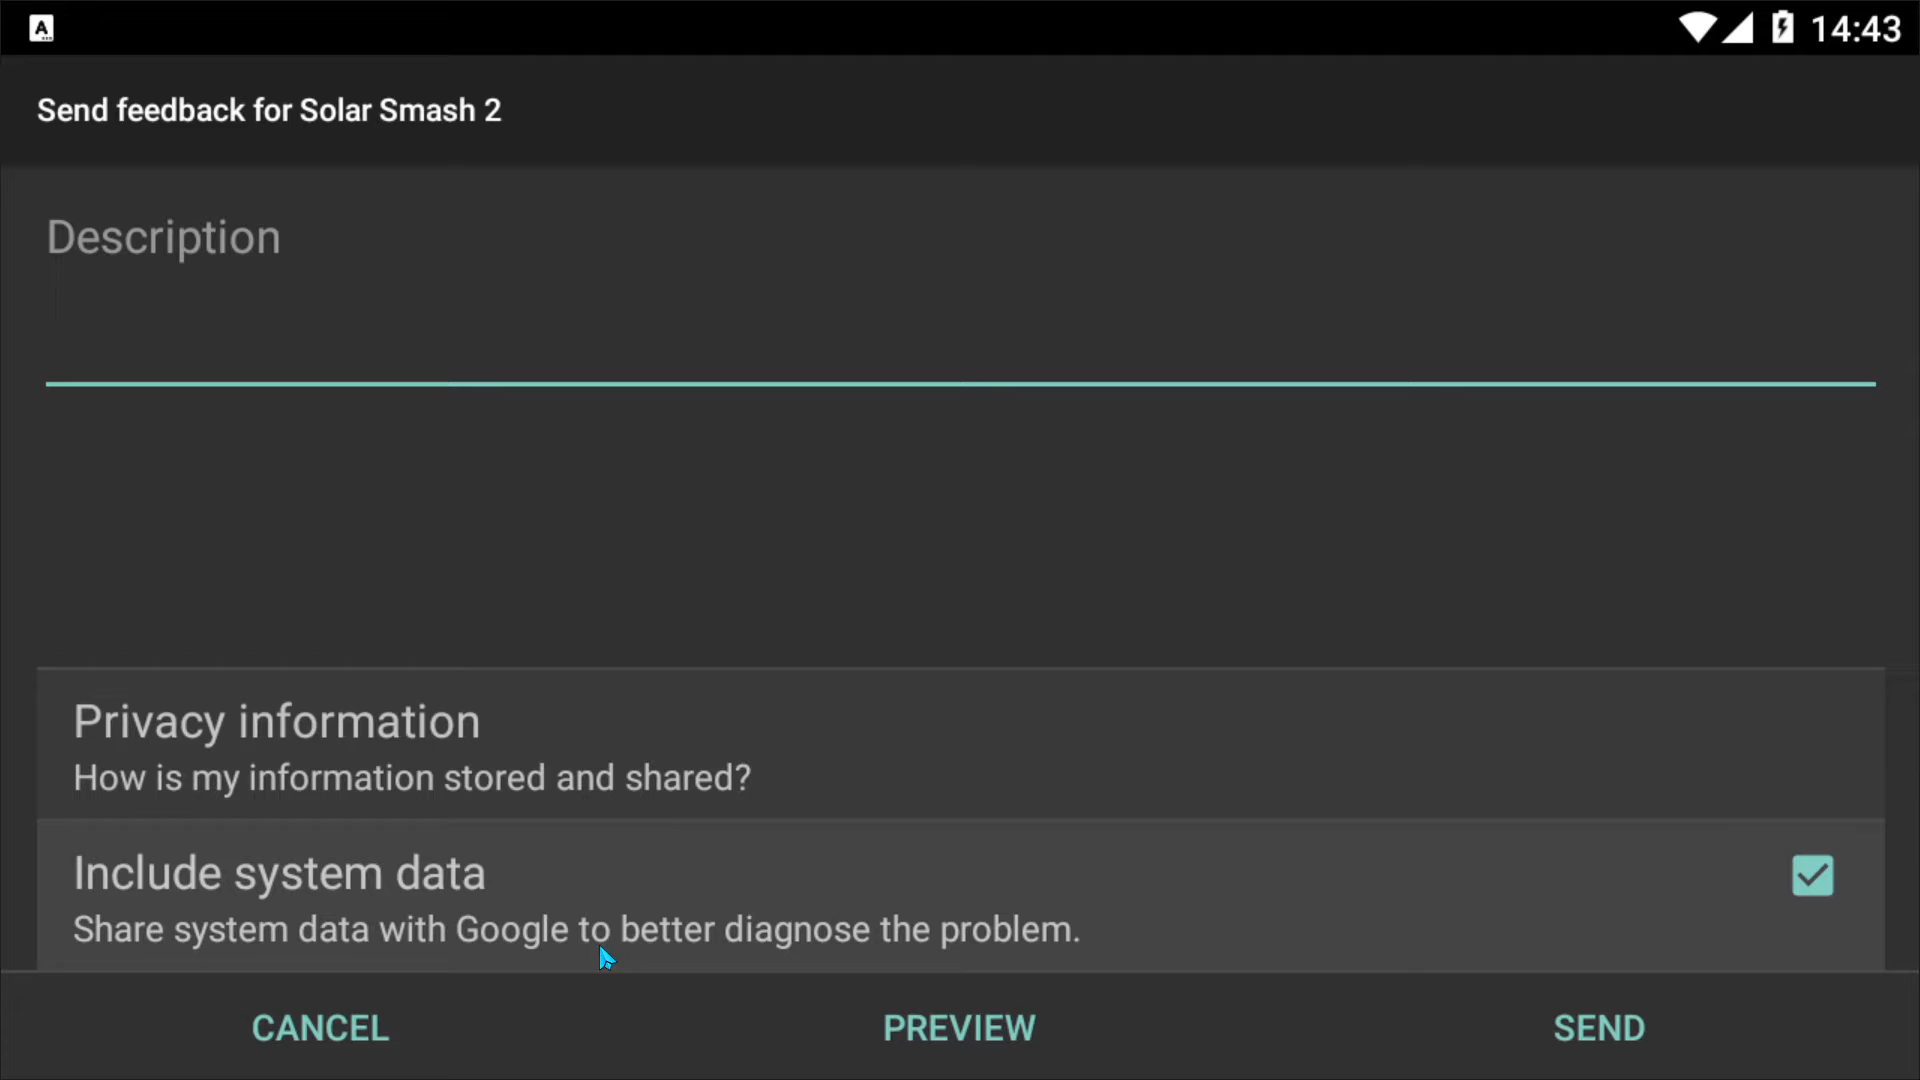 A
14:43
Send feedback for Solar Smash 2
Description
Privacy information
How is my information stored and shared?
Include system data
Share system data with Google to better diagnose the problem.
CANCEL
PREVIEW
SEND